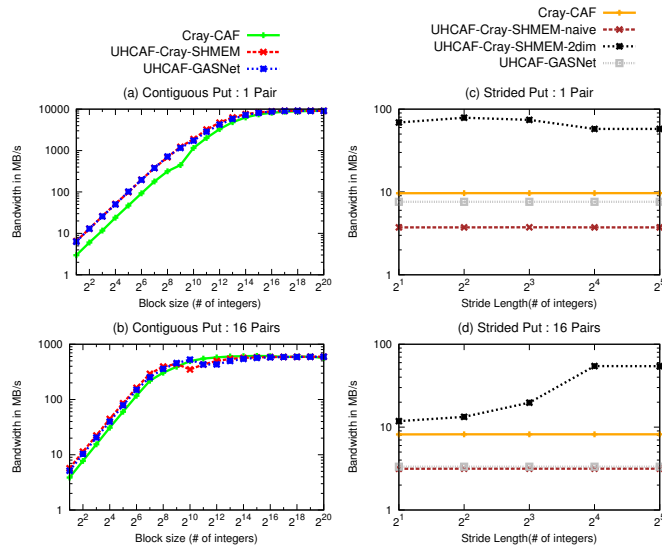 Cray-CAF
UHCAF-Cray-SHMEM
UHCAF-GASNet
(a) Contiguous Put : 1 Pair
Bandwidth in MB/s
10000
1000
100
10
1
2^2 2^4 2^6 2^8 2^10 2^12 2^14 2^16 2^18 2^20
Block size (# of integers)
(b) Contiguous Put : 16 Pairs
Bandwidth in MB/s
1000
100
10
1
2^2 2^4 2^6 2^8 2^10 2^12 2^14 2^16 2^18 2^20
Block size (# of integers)
Cray-CAF
UHCAF-Cray-SHMEM-naive
UHCAF-Cray-SHMEM-2dim
UHCAF-GASNet
(c) Strided Put : 1 Pair
Bandwidth in MB/s
100
10
1
2^1 2^2 2^3 2^4 2^5
Stride Length(# of integers)
(d) Strided Put : 16 Pairs
Bandwidth in MB/s
100
10
1
2^1 2^2 2^3 2^4 2^5
Stride Length(# of integers)